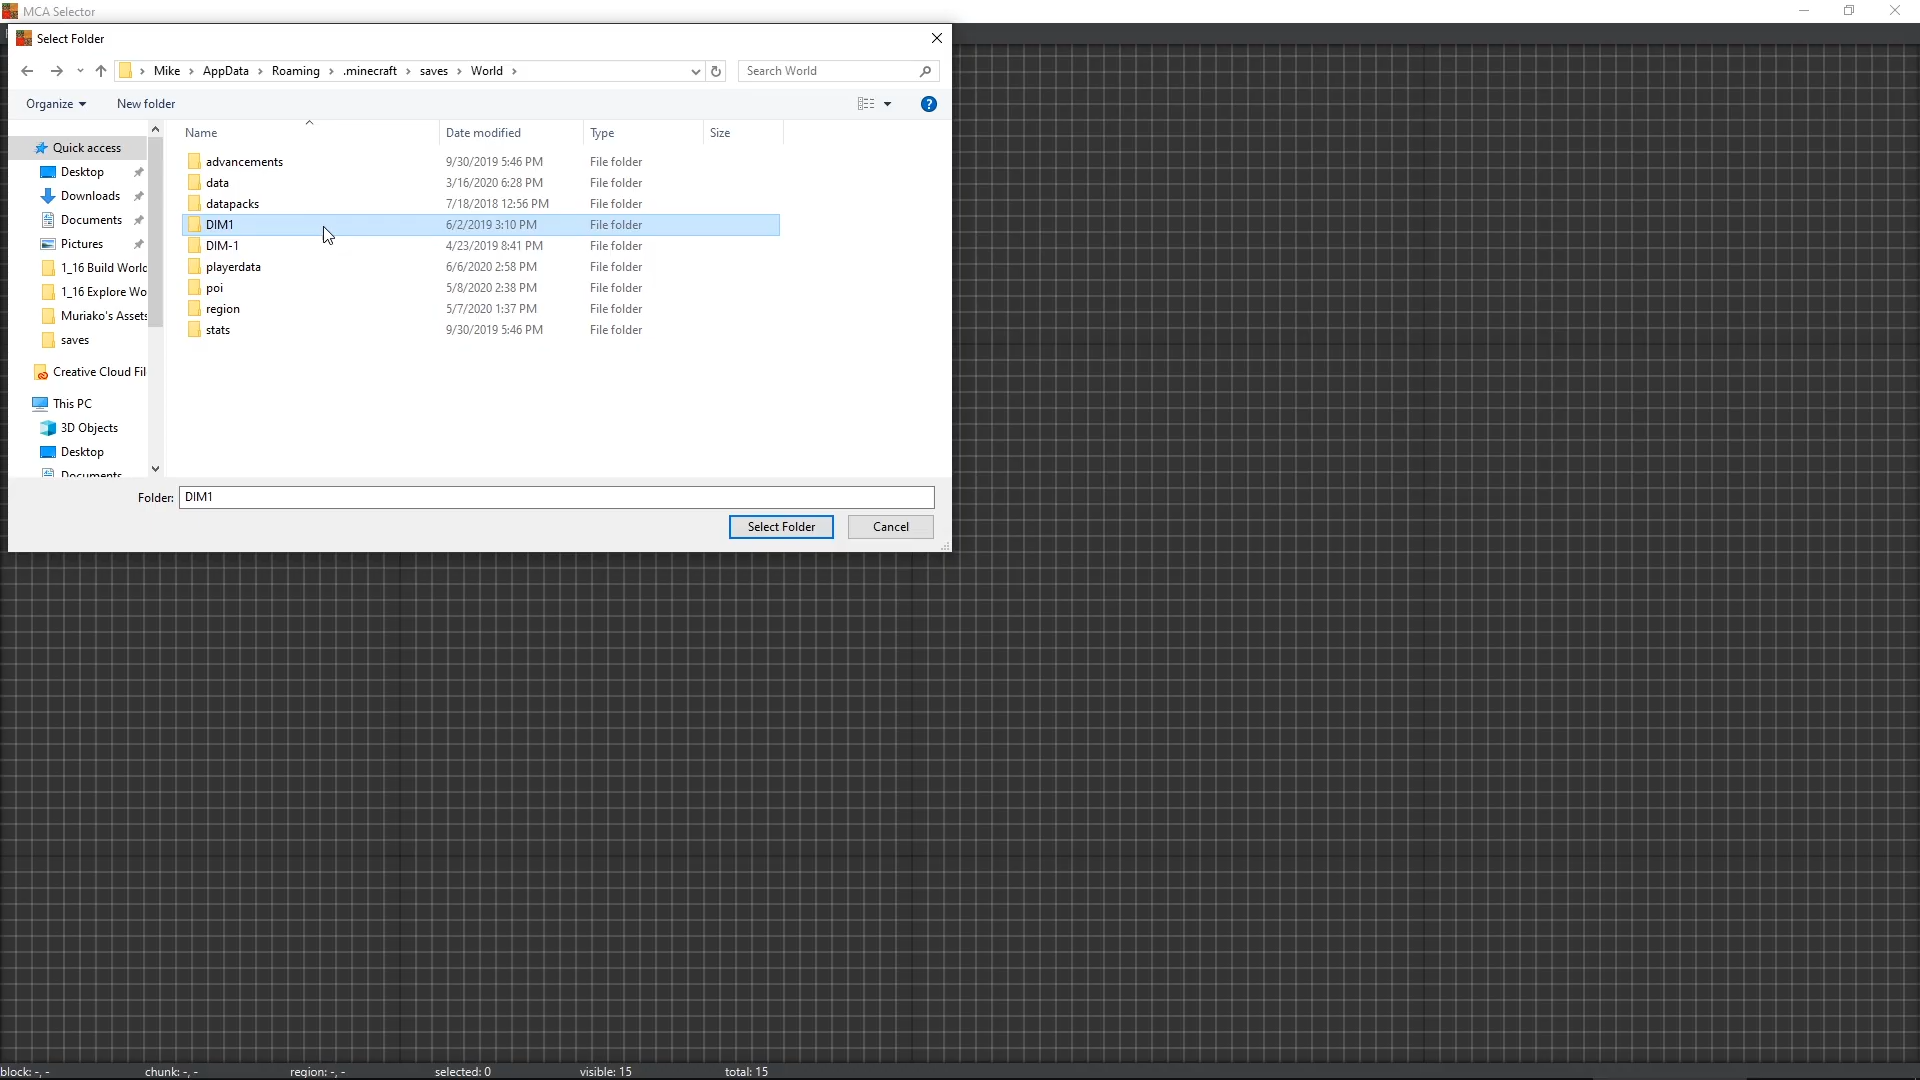 MCA Selector
Select Folder
Mike > AppData > Roaming > .minecraft > saves > World >
Search World
Organize
New folder
?
Name Date modified Type Size
Quick access
Desktop
Downloads
Documents
Pictures
1_16 Build World
1_16 Explore Wo
Muriako's Assets
saves
Creative Cloud Fil
This PC
3D Objects
Desktop
Documents
advancements 9/30/2019 5:46 PM File folder
data 3/16/2020 6:28 PM File folder
datapacks 7/18/2018 12:56 PM File folder
DIM1 6/2/2019 3:10 PM File folder
DIM-1 4/23/2019 8:41 PM File folder
playerdata 6/6/2020 2:58 PM File folder
poi 5/8/2020 2:38 PM File folder
region 5/7/2020 1:37 PM File folder
stats 9/30/2019 5:46 PM File folder
Folder: DIM1
Select Folder Cancel
block: -, - chunk: -, - region: -, - selected: 0 visible: 15 total: 15